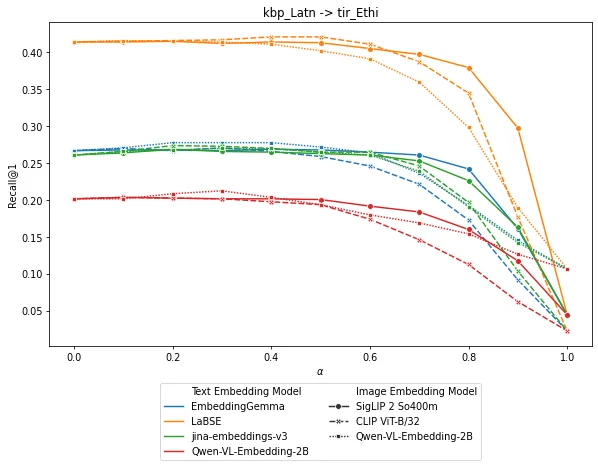 kbp_Latn -> tir_Ethi
Recall@1
0.40
0.35
0.30
0.25
0.20
0.15
0.10
0.05
0.0 0.2 0.4 0.6 0.8 1.0
α
Text Embedding Model
EmbeddingGemma
LaBSE
jina-embeddings-v3
Qwen-VL-Embedding-2B
Image Embedding Model
SigLIP 2 So400m
CLIP ViT-B/32
Qwen-VL-Embedding-2B